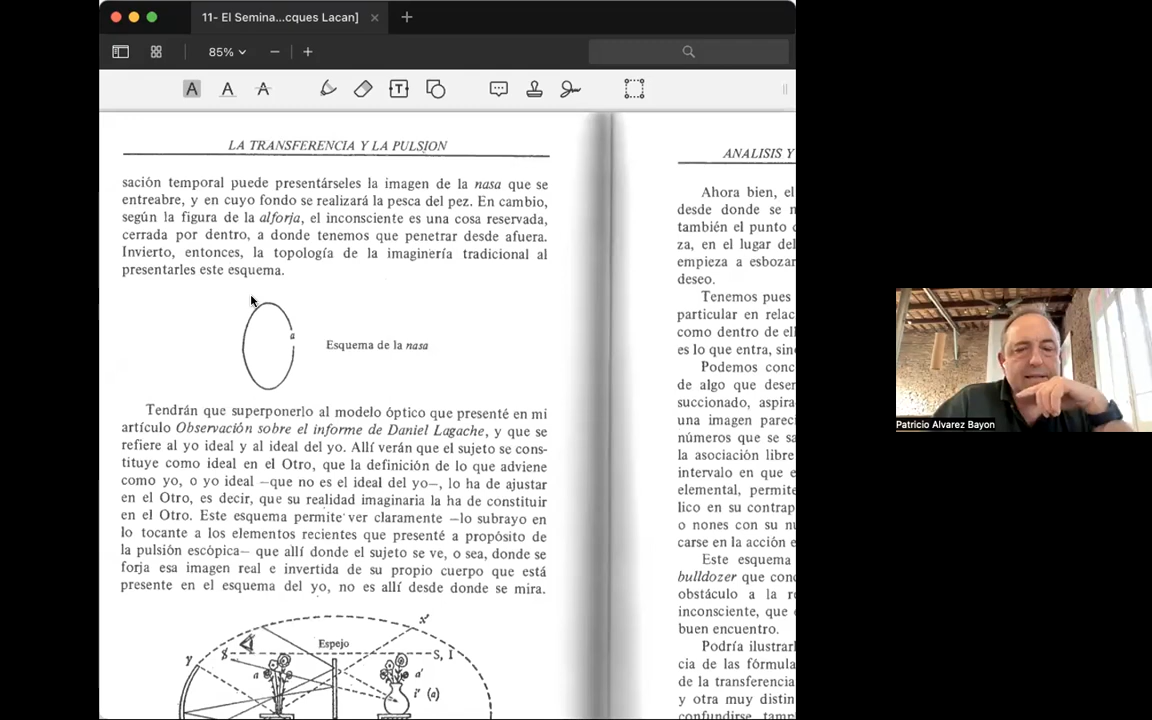 11- El Semina...cques Lacan]
85%
A A A T
LA TRANSFERENCIA Y LA PULSION
sación temporal puede presentárseles la imagen de la nasa que se
entreabre, y en cuyo fondo se realizará la pesca del pez. En cambio,
según la figura de la alforja, el inconsciente es una cosa reservada,
cerrada por dentro, a donde tenemos que penetrar desde afuera.
Invierto, entonces, la topología de la imaginería tradicional al
presentarles este esquema.
a
Esquema de la nasa
Tendrán que superponerlo al modelo óptico que presenté en mi
artículo Observación sobre el informe de Daniel Lagache, y que se
refiere al yo ideal y al ideal del yo. Allí verán que el sujeto se cons-
tituye como ideal en el Otro, que la definición de lo que adviene
como yo, o yo ideal —que no es el ideal del yo—, lo ha de ajustar
en el Otro, es decir, que su realidad imaginaria la ha de constituir
en el Otro. Este esquema permite ver claramente —lo subrayo en
lo tocante a los elementos recientes que presenté a propósito de
la pulsión escópica— que allí donde el sujeto se ve, o sea, donde se
forja esa imagen real e invertida de su propio cuerpo que está
presente en el esquema del yo, no es allí desde donde se mira.
x'
Espejo
y $ S, I
a a'
i' (a)
ANALISIS Y
Ahora bien, el
desde donde se
también el punto
za, en el lugar del
empieza a esbozar
deseo.
Tenemos pues
particular en relac
como dentro de el
es lo que entra, sin
Podemos conc
de algo que deser
succionado, aspira
una imagen pareci
números que se sa
la asociación libre
intervalo en que e
elemental, permite
lico en su contrap
o nones con su nu
carse en la acción e
Este esquema
bulldozer que conc
obstáculo a la r
inconsciente, que
buen encuentro.
Podría ilustrarl
cia de las fórmula
de la transferencia
y otra muy distin
confundirse tamp
Patricio Alvarez Bayon